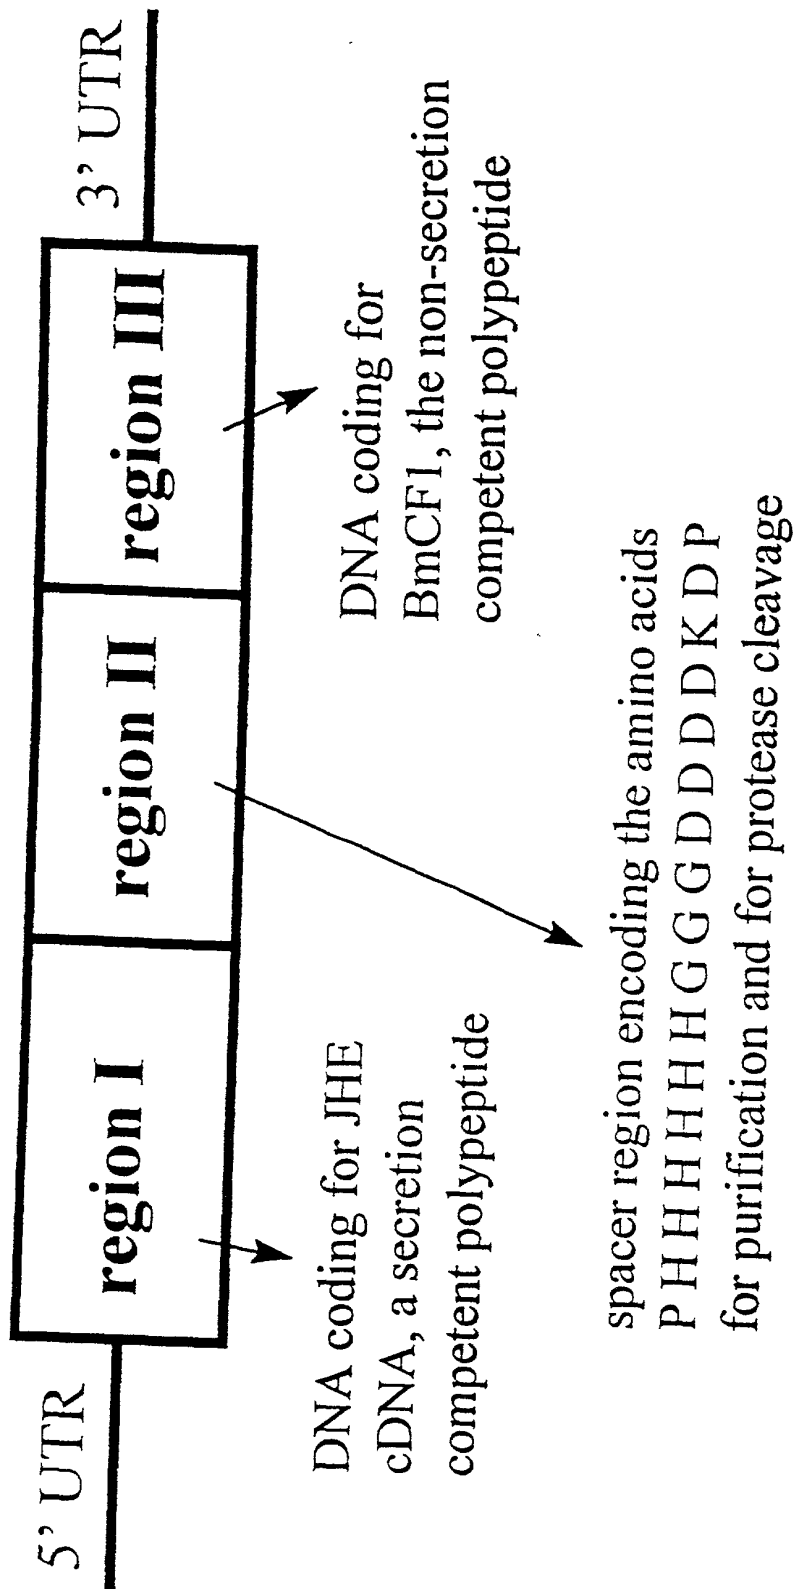 5' UTR
region I
region II
region III
3' UTR
DNA coding for JHE
cDNA, a secretion
competent polypeptide
DNA coding for
BmCF1, the non-secretion
competent polypeptide
spacer region encoding the amino acids
P H H H H H H G G G D D D D K D P
for purification and for protease cleavage